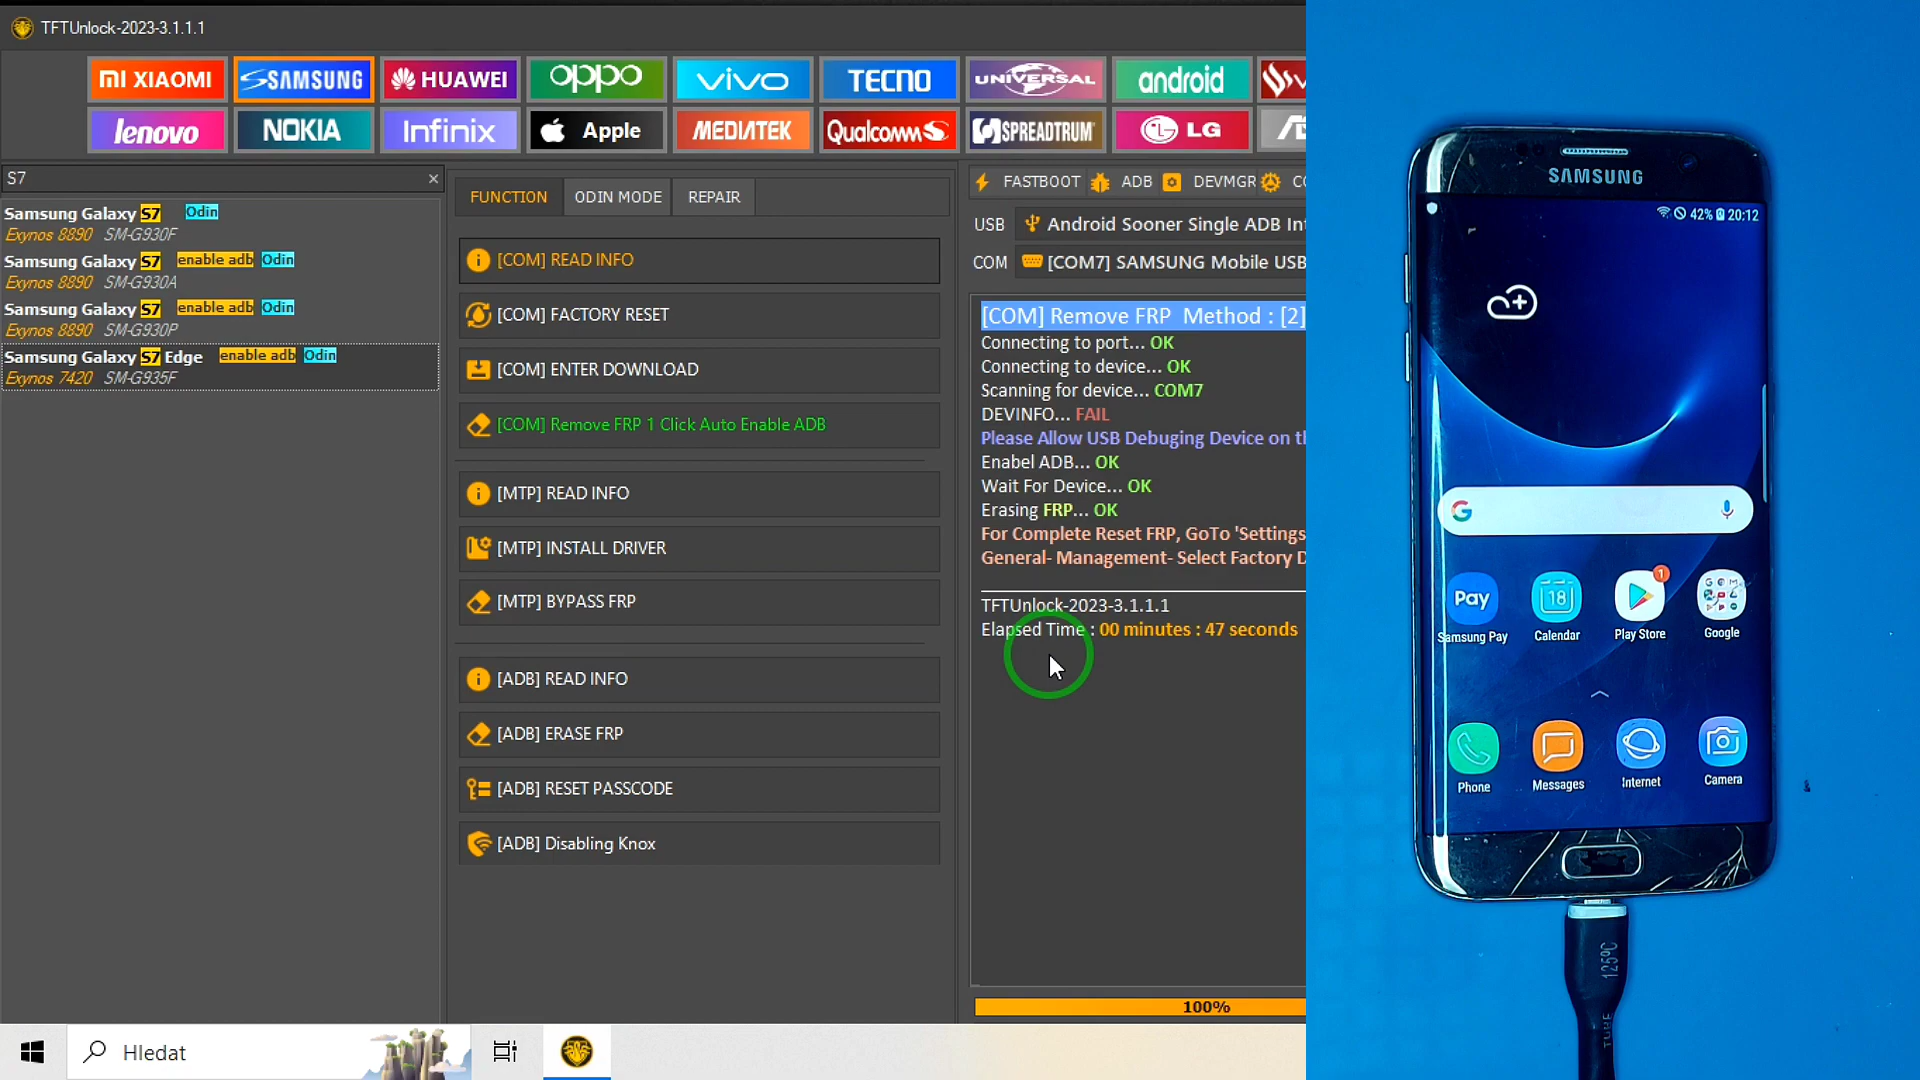 TFTUnlock-2023-3.1.1.1
XIAOMI
SAMSUNG
HUAWEI
oppo
vivo
TECNO
UNIVERSAL
android
lenovo
NOKIA
Infinix
Apple
MEDIATEK
Qualcomm
SPREADTRUM
LG
S7
Samsung Galaxy S7 Odin
Exynos 8890 SM-G930F
Samsung Galaxy S7 enable adb Odin
Exynos 8890 SM-G930A
Samsung Galaxy S7 enable adb Odin
Exynos 8890 SM-G930P
Samsung Galaxy S7 Edge enable adb Odin
Exynos 7420 SM-G935F
FUNCTION
ODIN MODE
REPAIR
[COM] READ INFO
[COM] FACTORY RESET
[COM] ENTER DOWNLOAD
[COM] Remove FRP 1 Click Auto Enable ADB
[MTP] READ INFO
[MTP] INSTALL DRIVER
[MTP] BYPASS FRP
[ADB] READ INFO
[ADB] ERASE FRP
[ADB] RESET PASSCODE
[ADB] Disabling Knox
FASTBOOT ADB DEVMGR
USB Android Sooner Single ADB Int
COM [COM7] SAMSUNG Mobile USB
[COM] Remove FRP Method : [2]
Connecting to port... OK
Connecting to device... OK
Scanning for device... COM7
DEVINFO... FAIL
Please Allow USB Debuging Device on th
Enabel ADB... OK
Wait For Device... OK
Erasing FRP... OK
For Complete Reset FRP, GoTo 'Settings
General- Management- Select Factory D
TFTUnlock-2023-3.1.1.1
Elapsed Time : 00 minutes : 47 seconds
100%
Hledat
SAMSUNG
42% 20:12
Pay
18
1
Samsung Pay
Calendar
Play Store
Google
Phone
Messages
Internet
Camera
125°C
TUBE